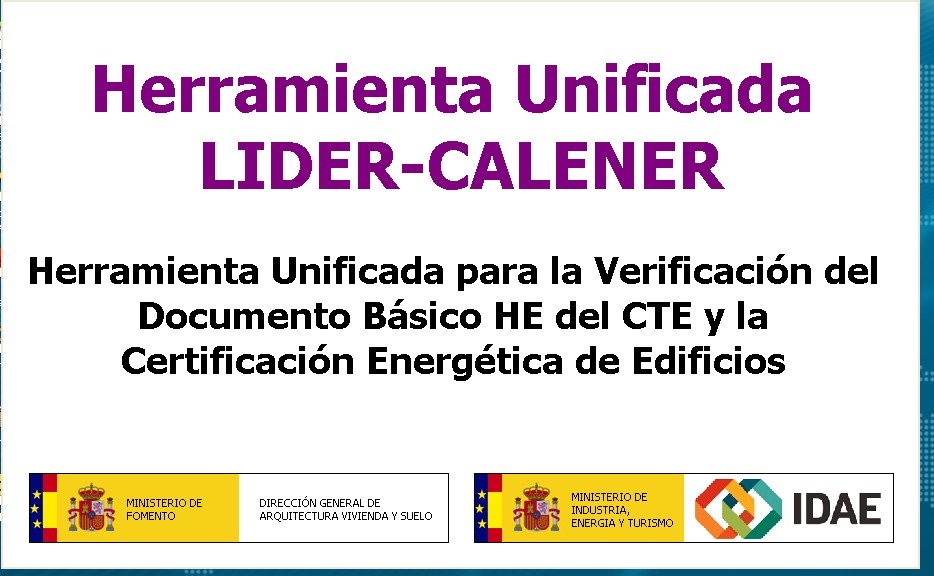 Herramienta Unificada
LIDER-CALENER
Herramienta Unificada para la Verificación del
Documento Básico HE del CTE y la
Certificación Energética de Edificios
MINISTERIO DE
FOMENTO
DIRECCIÓN GENERAL DE
ARQUITECTURA VIVIENDA Y SUELO
MINISTERIO DE
INDUSTRIA,
ENERGIA Y TURISMO
IDAE